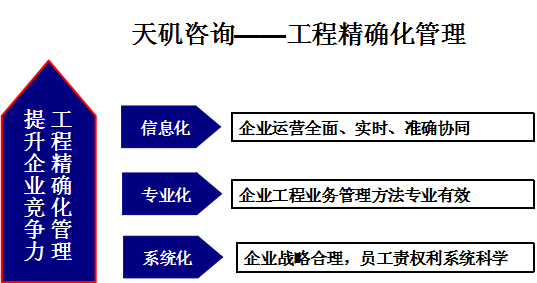 天矶咨询——工程精确化管理
工程精确化管理
提升企业竞争力
信息化
企业运营全面、实时、准确协同
专业化
企业工程业务管理方法专业有效
系统化
企业战略合理，员工责权利系统科学